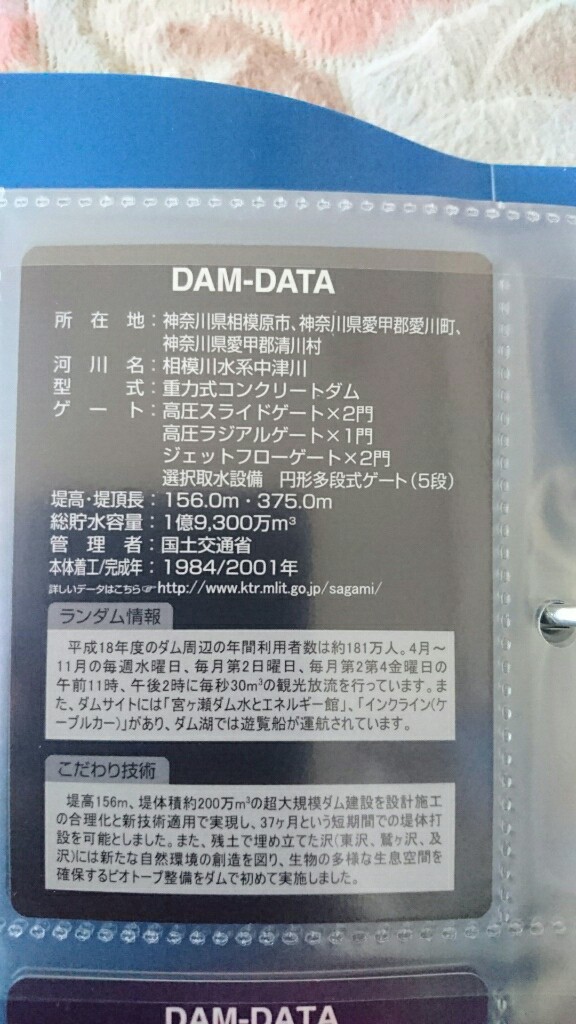 DAM-DATA
所在地：神奈川県相模原市、神奈川県愛甲郡愛川町、
神奈川県愛甲郡清川村
河川名：相模川水系中津川
型式：重力式コンクリートダム
ゲート：高圧スライドゲート×2門
高圧ラジアルゲート×1門
ジェットフローゲート×2門
選択取水設備　円形多段式ゲート（5段）
堤高・堤頂長：156.0m・375.0m
総貯水容量：1億9,300万m³
管理者：国土交通省
本体着工/完成年：1984/2001年
詳しいデータはこちら☞http://www.ktr.mlit.go.jp/sagami/
ランダム情報
平成18年度のダム周辺の年間利用者数は約181万人。4月～
11月の毎週水曜日、毎月第2日曜日、毎月第2第4金曜日の
午前11時、午後2時に毎秒30m³の観光放流を行っています。ま
た、ダムサイトには「宮ヶ瀬ダム水とエネルギー館」、「インクライン(ケ
ーブルカー)」があり、ダム湖では遊覧船が運航されています。
こだわり技術
堤高156m、堤体積約200万m³の超大規模ダム建設を設計施工
の合理化と新技術適用で実現し、37ヶ月という短期間での堤体打
設を可能としました。また、残土で埋め立てた沢（東沢、鷲ヶ沢、及
沢）には新たな自然環境の創造を図り、生物の多様な生息空間を
確保するビオトープ整備をダムで初めて実施しました。
DAM-DATA